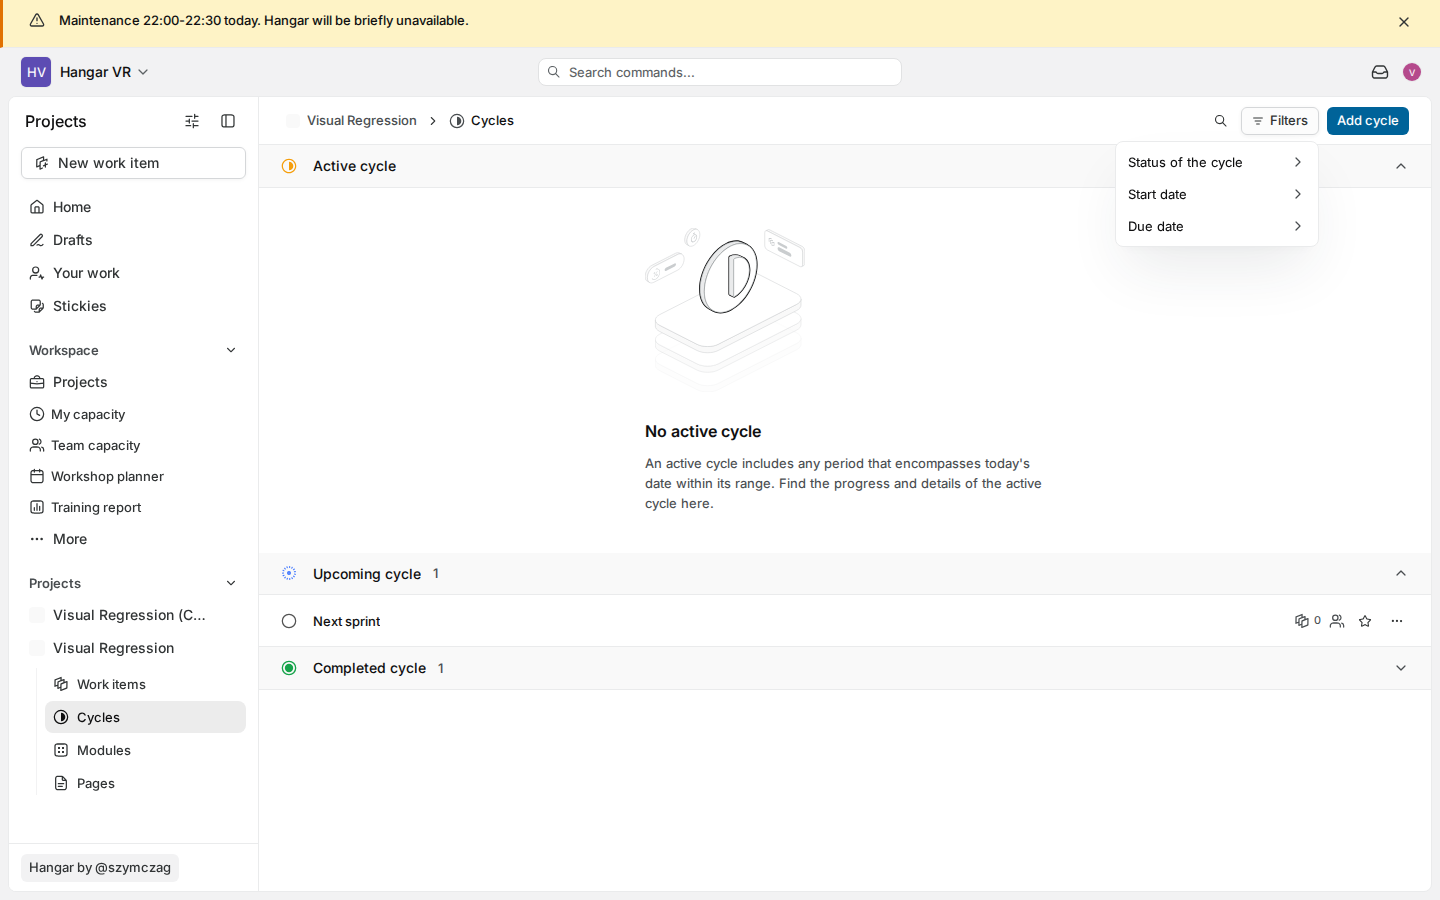 Maintenance 22:00-22:30 today. Hangar will be briefly unavailable.
HV
Hangar VR
Search commands...
V
Projects
New work item
Home
Drafts
Your work
Stickies
Workspace
Projects
My capacity
Team capacity
Workshop planner
Training report
More
Projects
Visual Regression (C...
Visual Regression
Work items
Cycles
Modules
Pages
Hangar by @szymczag
Visual Regression
Cycles
Filters
Add cycle
Status of the cycle
Start date
Due date
Active cycle
No active cycle
An active cycle includes any period that encompasses today's
date within its range. Find the progress and details of the active
cycle here.
Upcoming cycle 1
Next sprint
0
Completed cycle 1